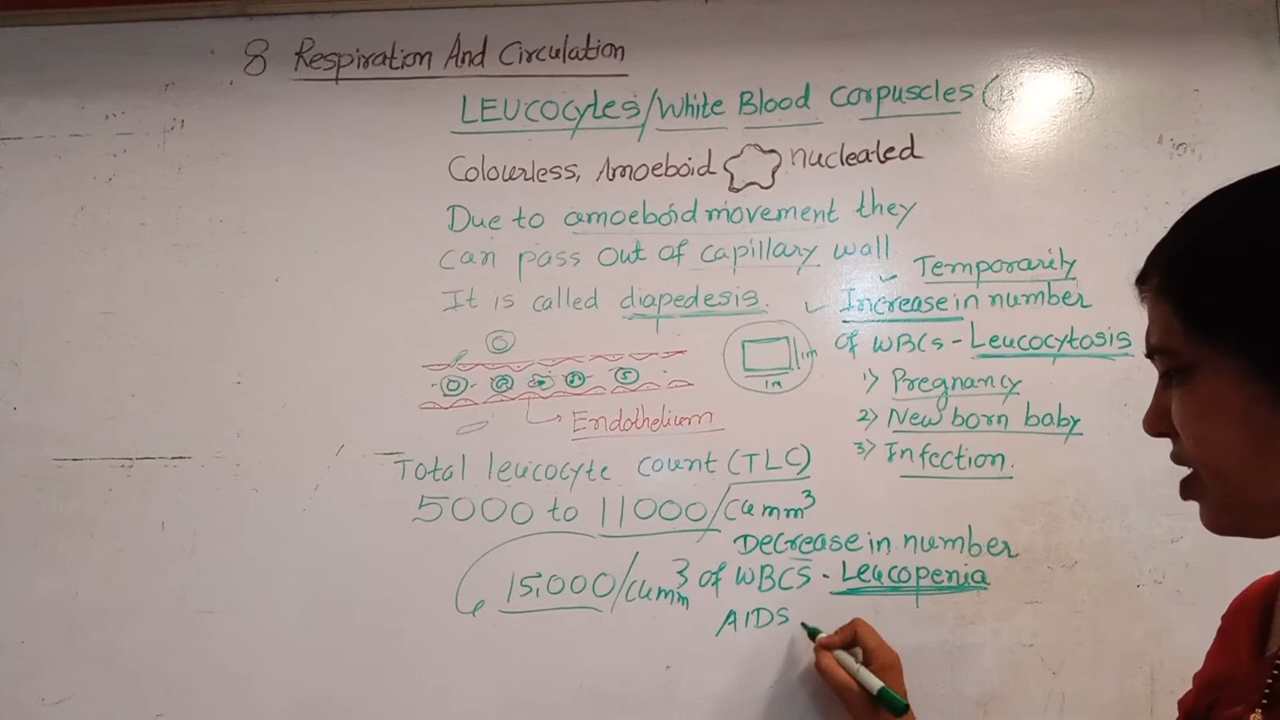 8 Respiration And Circulation
LEUCOCYTES/White Blood Corpuscles
Colourless, Amoeboid nucleated
Due to amoeboid movement they
can pass out of capillary wall
It is called diapedesis.
Temporarily
Increase in number
of WBCs - Leucocytosis
1) Pregnancy
2) New born baby
3) Infection.
1m
1m
Endothelium
Total leucocyte count (TLC)
5000 to 11000/cu mm3
15,000/cu mm3
Decrease in number
of WBCS - Leucopenia
AIDS